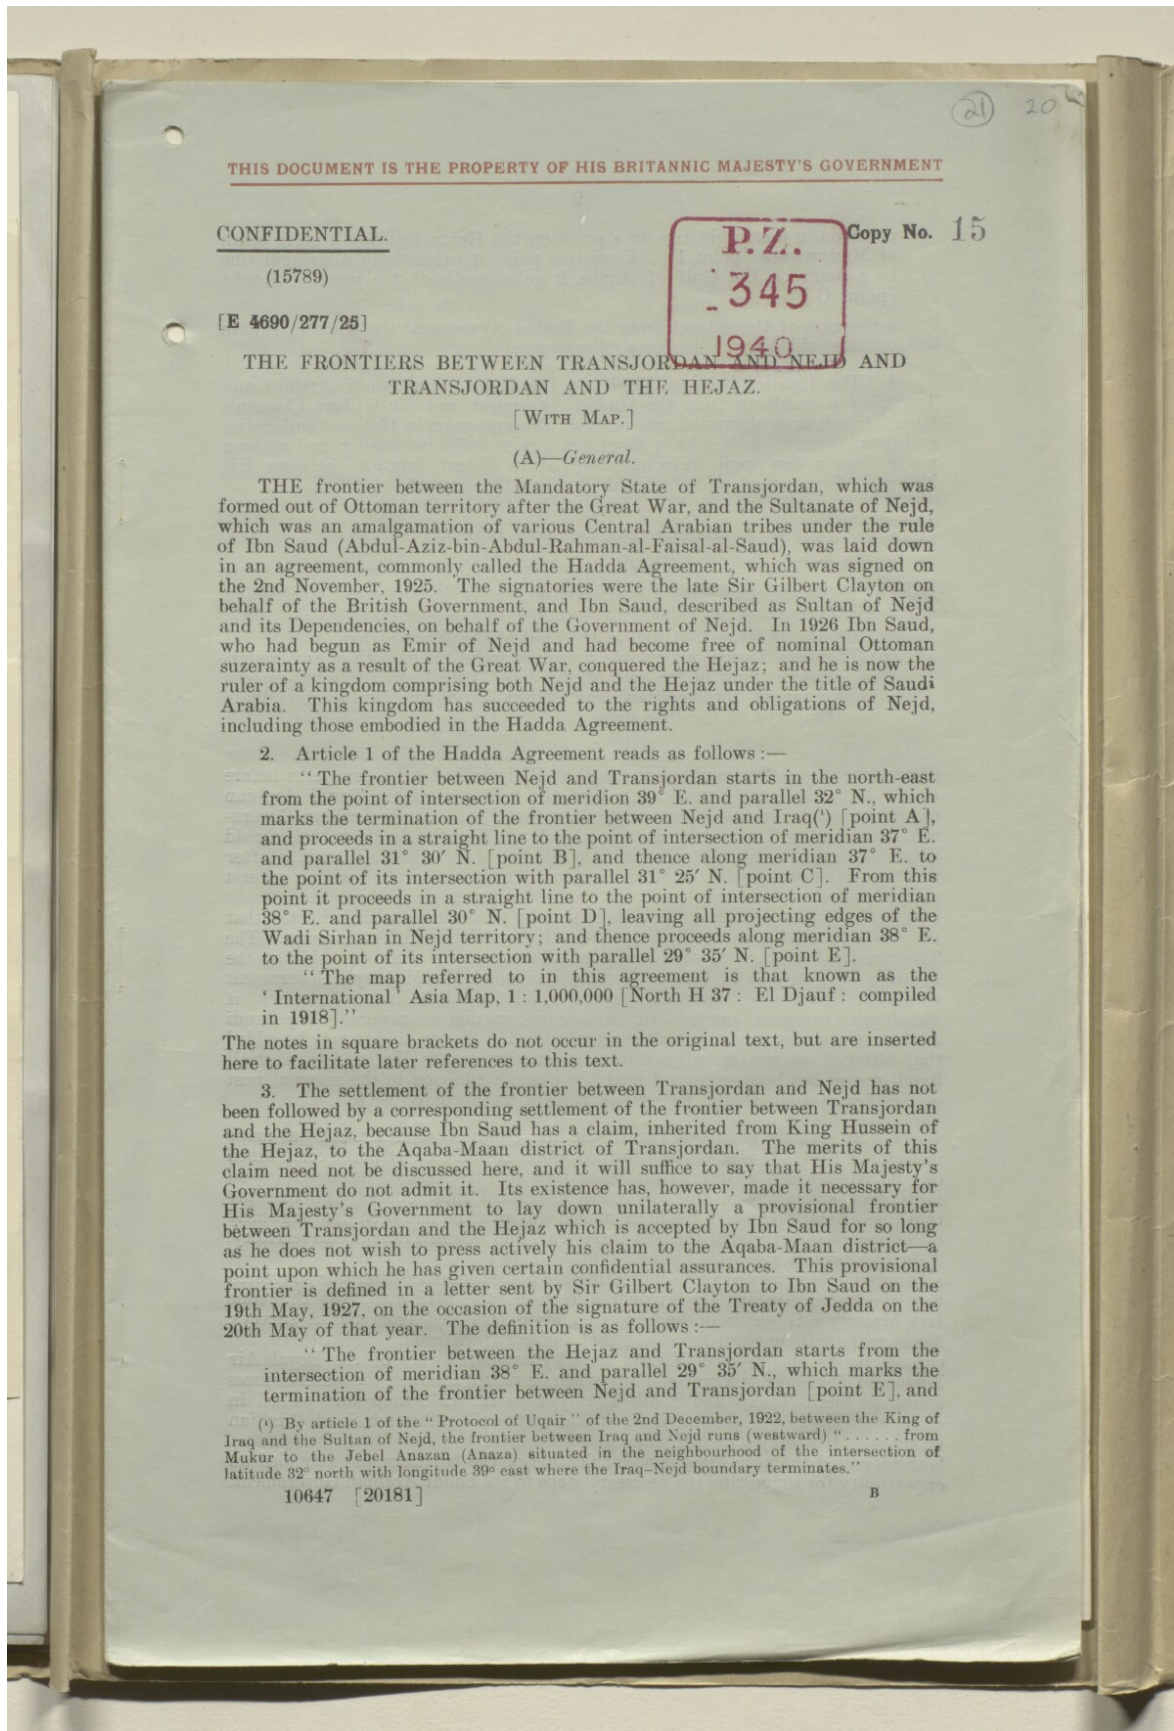 21 20
THIS DOCUMENT IS THE PROPERTY OF HIS BRITANNIC MAJESTY'S GOVERNMENT
CONFIDENTIAL.
P.Z.
345
1940
Copy No. 15
(15789)
[E 4690/277/25]
THE FRONTIERS BETWEEN TRANSJORDAN AND NEJD AND
TRANSJORDAN AND THE HEJAZ.
[WITH MAP.]
(A)—General.
THE frontier between the Mandatory State of Transjordan, which was
formed out of Ottoman territory after the Great War, and the Sultanate of Nejd,
which was an amalgamation of various Central Arabian tribes under the rule
of Ibn Saud (Abdul-Aziz-bin-Abdul-Rahman-al-Faisal-al-Saud), was laid down
in an agreement, commonly called the Hadda Agreement, which was signed on
the 2nd November, 1925. The signatories were the late Sir Gilbert Clayton on
behalf of the British Government, and Ibn Saud, described as Sultan of Nejd
and its Dependencies, on behalf of the Government of Nejd. In 1926 Ibn Saud,
who had begun as Emir of Nejd and had become free of nominal Ottoman
suzerainty as a result of the Great War, conquered the Hejaz; and he is now the
ruler of a kingdom comprising both Nejd and the Hejaz under the title of Saudi
Arabia. This kingdom has succeeded to the rights and obligations of Nejd,
including those embodied in the Hadda Agreement.
2. Article 1 of the Hadda Agreement reads as follows:—
"The frontier between Nejd and Transjordan starts in the north-east
from the point of intersection of meridion 39° E. and parallel 32° N., which
marks the termination of the frontier between Nejd and Iraq(¹) [point A],
and proceeds in a straight line to the point of intersection of meridian 37° E.
and parallel 31° 30′ N. [point B], and thence along meridian 37° E. to
the point of its intersection with parallel 31° 25′ N. [point C]. From this
point it proceeds in a straight line to the point of intersection of meridian
38° E. and parallel 30° N. [point D], leaving all projecting edges of the
Wadi Sirhan in Nejd territory; and thence proceeds along meridian 38° E.
to the point of its intersection with parallel 29° 35′ N. [point E].
"The map referred to in this agreement is that known as the
'International' Asia Map, 1 : 1,000,000 [North H 37 : El Djauf : compiled
in 1918]."
The notes in square brackets do not occur in the original text, but are inserted
here to facilitate later references to this text.
3. The settlement of the frontier between Transjordan and Nejd has not
been followed by a corresponding settlement of the frontier between Transjordan
and the Hejaz, because Ibn Saud has a claim, inherited from King Hussein of
the Hejaz, to the Aqaba-Maan district of Transjordan. The merits of this
claim need not be discussed here, and it will suffice to say that His Majesty's
Government do not admit it. Its existence has, however, made it necessary for
His Majesty's Government to lay down unilaterally a provisional frontier
between Transjordan and the Hejaz which is accepted by Ibn Saud for so long
as he does not wish to press actively his claim to the Aqaba-Maan district—a
point upon which he has given certain confidential assurances. This provisional
frontier is defined in a letter sent by Sir Gilbert Clayton to Ibn Saud on the
19th May, 1927, on the occasion of the signature of the Treaty of Jedda on the
20th May of that year. The definition is as follows:—
"The frontier between the Hejaz and Transjordan starts from the
intersection of meridian 38° E. and parallel 29° 35′ N., which marks the
termination of the frontier between Nejd and Transjordan [point E], and
(¹) By article 1 of the "Protocol of Uqair" of the 2nd December, 1922, between the King of
Iraq and the Sultan of Nejd, the frontier between Iraq and Nejd runs (westward) ". . . . . . from
Mukur to the Jebel Anazan (Anaza) situated in the neighbourhood of the intersection of
latitude 32° north with longitude 39° east where the Iraq–Nejd boundary terminates."
10647 [20181] B